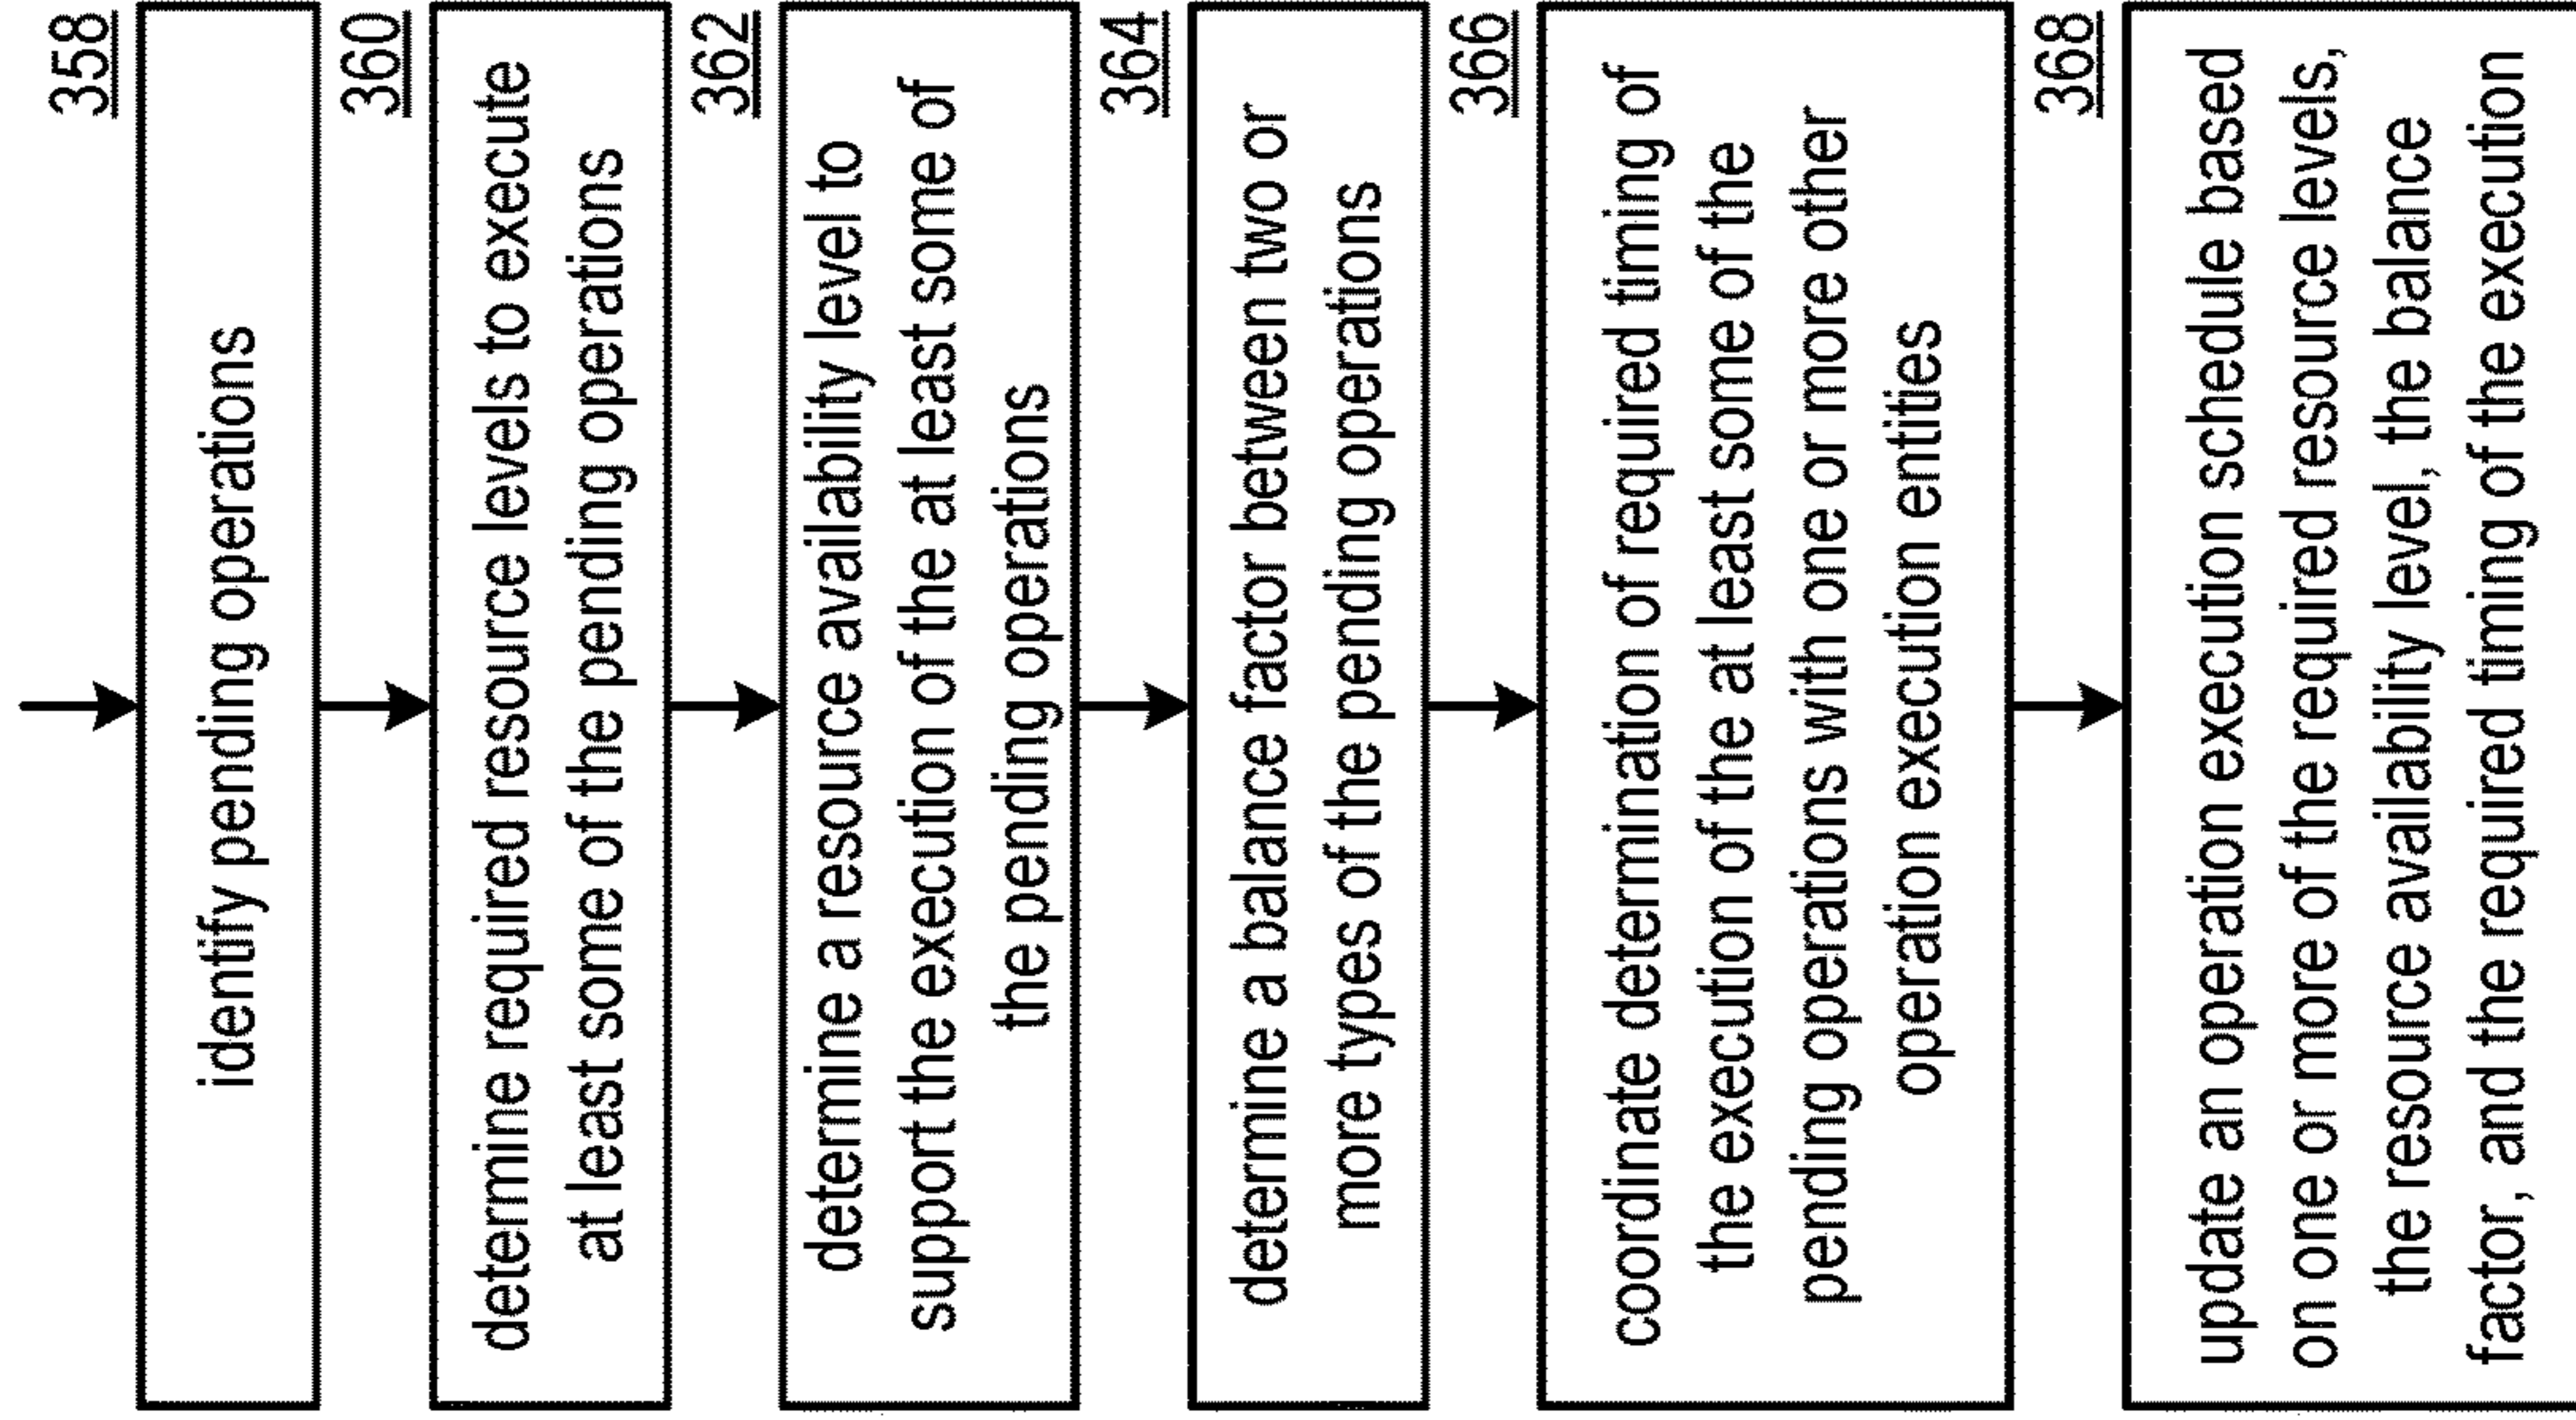 358
identify pending operations
360
determine required resource levels to execute
at least some of the pending operations
362
determine a resource availability level to
support the execution of the at least some of
the pending operations
364
determine a balance factor between two or
more types of the pending operations
366
coordinate determination of required timing of
the execution of the at least some of the
pending operations with one or more other
operation execution entities
368
update an operation execution schedule based
on one or more of the required resource levels,
the resource availability level, the balance
factor, and the required timing of the execution